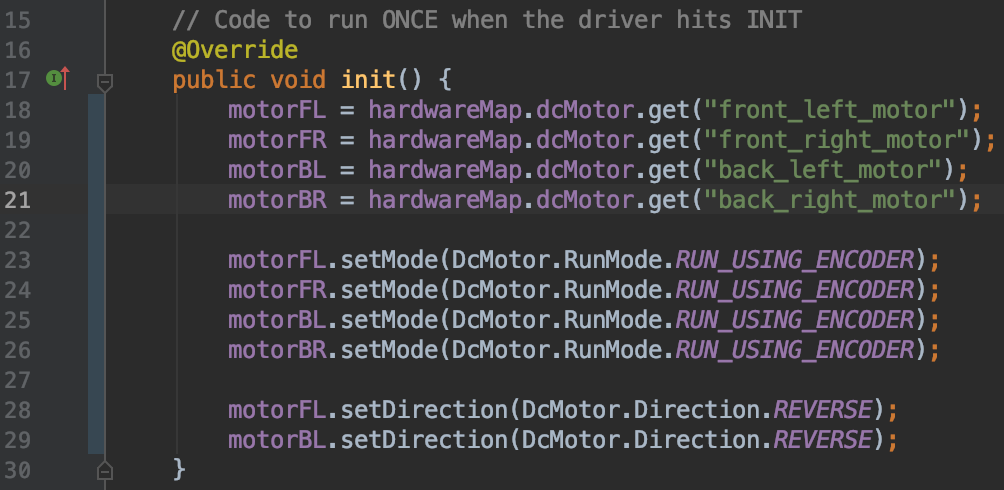 15 // Code to run ONCE when the driver hits INIT
16 @Override
17 I public void init() {
18 motorFL = hardwareMap.dcMotor.get("front_left_motor");
19 motorFR = hardwareMap.dcMotor.get("front_right_motor");
20 motorBL = hardwareMap.dcMotor.get("back_left_motor");
21 motorBR = hardwareMap.dcMotor.get("back_right_motor");
22
23 motorFL.setMode(DcMotor.RunMode.RUN_USING_ENCODER);
24 motorFR.setMode(DcMotor.RunMode.RUN_USING_ENCODER);
25 motorBL.setMode(DcMotor.RunMode.RUN_USING_ENCODER);
26 motorBR.setMode(DcMotor.RunMode.RUN_USING_ENCODER);
27
28 motorFL.setDirection(DcMotor.Direction.REVERSE);
29 motorBL.setDirection(DcMotor.Direction.REVERSE);
30 }